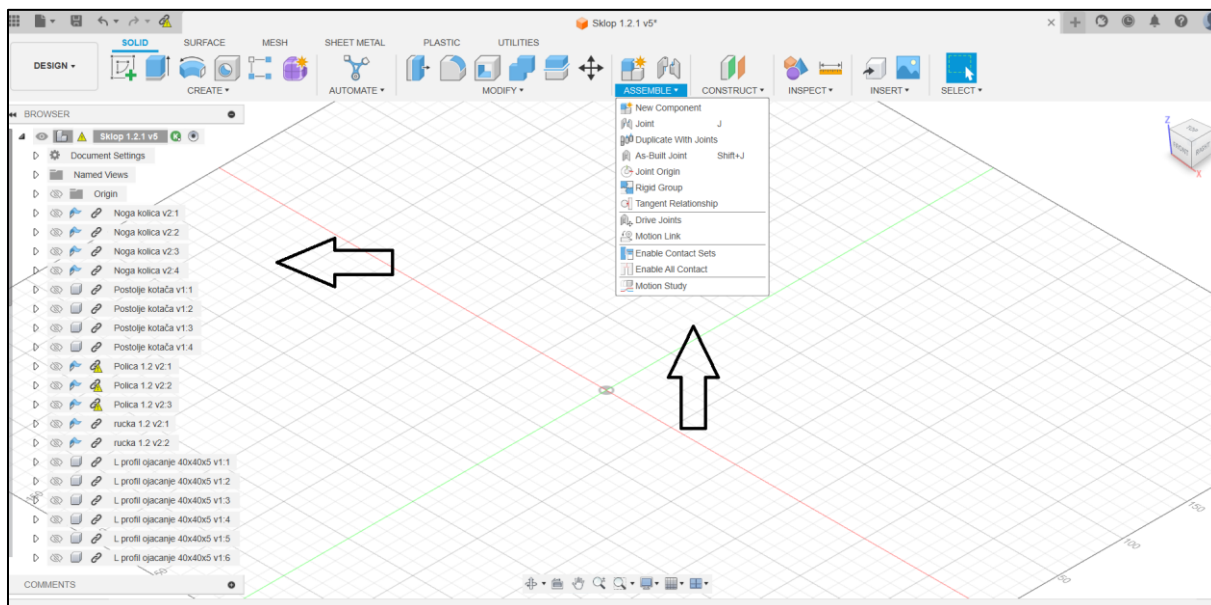 Sklop 1.2.1 v5*
DESIGN
SOLID SURFACE MESH SHEET METAL PLASTIC UTILITIES
CREATE AUTOMATE MODIFY ASSEMBLE CONSTRUCT INSPECT INSERT SELECT
BROWSER
Sklop 1.2.1 v5
Document Settings
Named Views
Origin
Noga kolica v2:1
Noga kolica v2:2
Noga kolica v2:3
Noga kolica v2:4
Postolje kotača v1:1
Postolje kotača v1:2
Postolje kotača v1:3
Postolje kotača v1:4
Polica 1.2 v2:1
Polica 1.2 v2:2
Polica 1.2 v2:3
rucka 1.2 v2:1
rucka 1.2 v2:2
L profil ojacanje 40x40x5 v1:1
L profil ojacanje 40x40x5 v1:2
L profil ojacanje 40x40x5 v1:3
L profil ojacanje 40x40x5 v1:4
L profil ojacanje 40x40x5 v1:5
L profil ojacanje 40x40x5 v1:6
COMMENTS
New Component
Joint J
Duplicate With Joints
As-Built Joint Shift+J
Joint Origin
Rigid Group
Tangent Relationship
Drive Joints
Motion Link
Enable Contact Sets
Enable All Contact
Motion Study
Z
TOP
FRONT
RIGHT
X
150
100
50